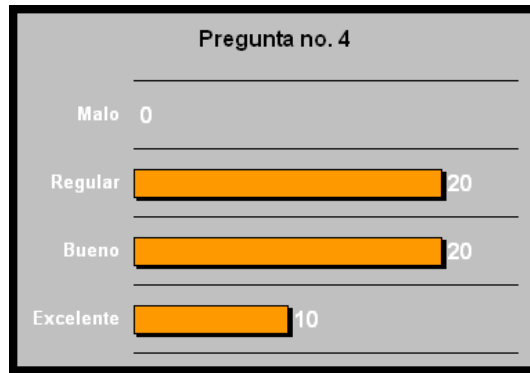 Pregunta no. 4
Malo 0
Regular 20
Bueno 20
Excelente 10